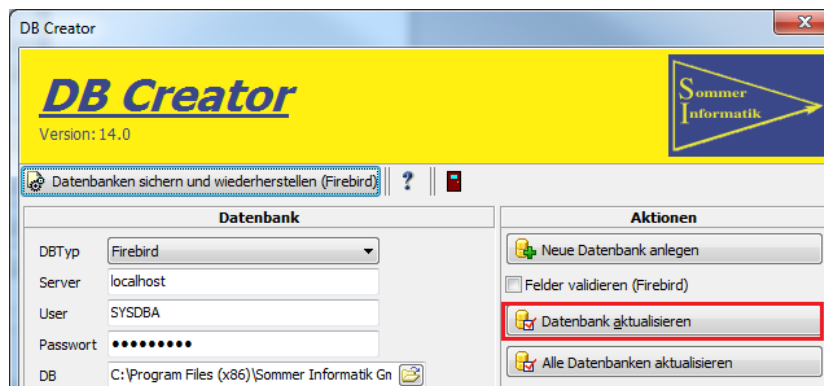 DB Creator
DB Creator
Version: 14.0
Sommer
Informatik
Datenbanken sichern und wiederherstellen (Firebird)
?
Datenbank
DBTyp Firebird
Server localhost
User SYSDBA
Passwort •••••••••
DB C:\Program Files (x86)\Sommer Informatik Gm
Aktionen
Neue Datenbank anlegen
Felder validieren (Firebird)
Datenbank aktualisieren
Alle Datenbanken aktualisieren